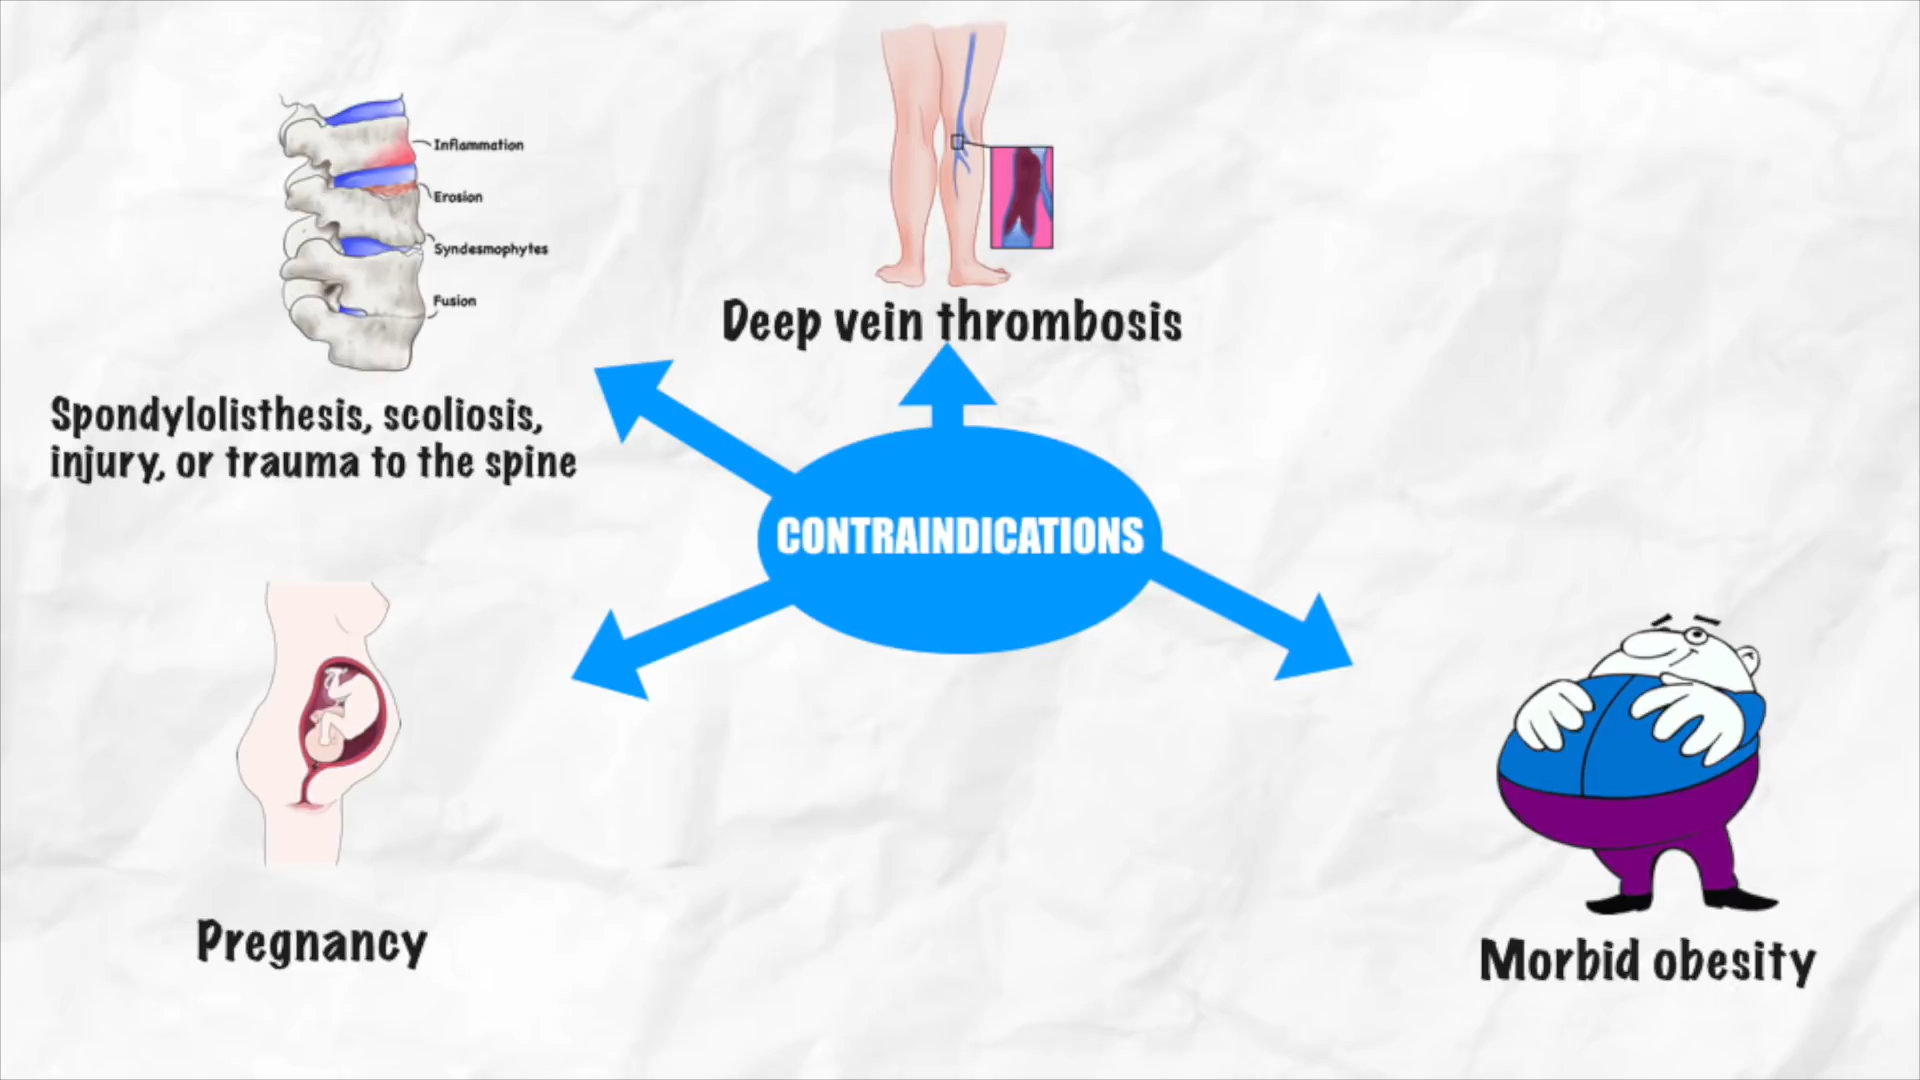 Inflammation
Erosion
Syndesmophytes
Fusion
Spondylolisthesis, scoliosis,
injury, or trauma to the spine
Deep vein thrombosis
CONTRAINDICATIONS
Pregnancy
Morbid obesity